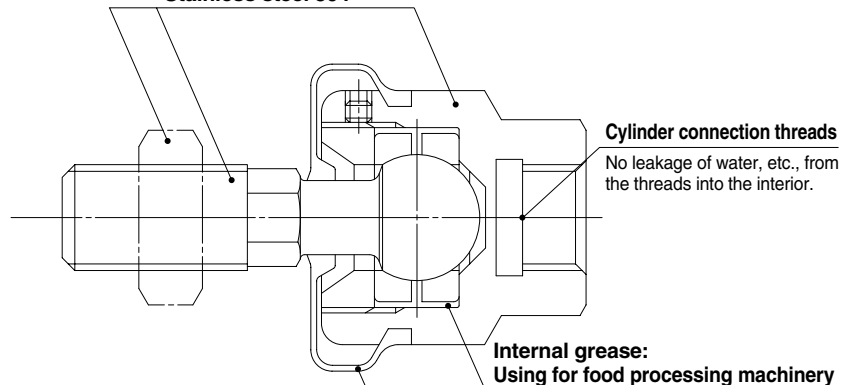 Cylinder connection threads
No leakage of water, etc., from
the threads into the interior.
Internal grease:
Using for food processing machinery